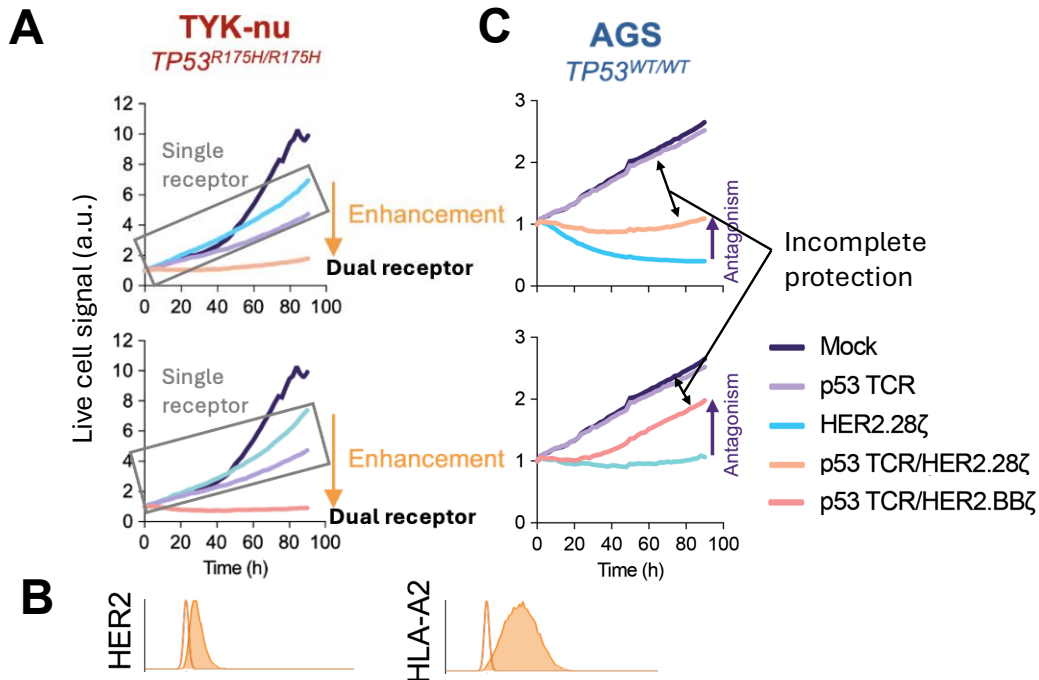 A
TYK-nu
TP53R175H/R175H
Live cell signal (a.u.)
12
10
8
6
4
2
0
0 20 40 60 80 100
Single
receptor
Enhancement
Dual receptor
12
10
8
6
4
2
0
0 20 40 60 80 100
Time (h)
Single
receptor
Enhancement
Dual receptor
C
AGS
TP53WT/WT
3
2
1
0
Antagonism
Incomplete
protection
3
2
1
0
0 20 40 60 80 100
Time (h)
Antagonism
Mock
p53 TCR
HER2.28ζ
p53 TCR/HER2.28ζ
p53 TCR/HER2.BBζ
B
HER2
HLA-A2